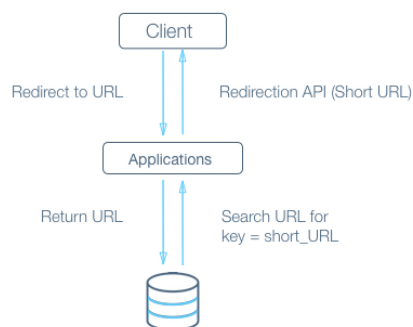 Client
Redirect to URL
Redirection API (Short URL)
Applications
Return URL
Search URL for
key = short_URL